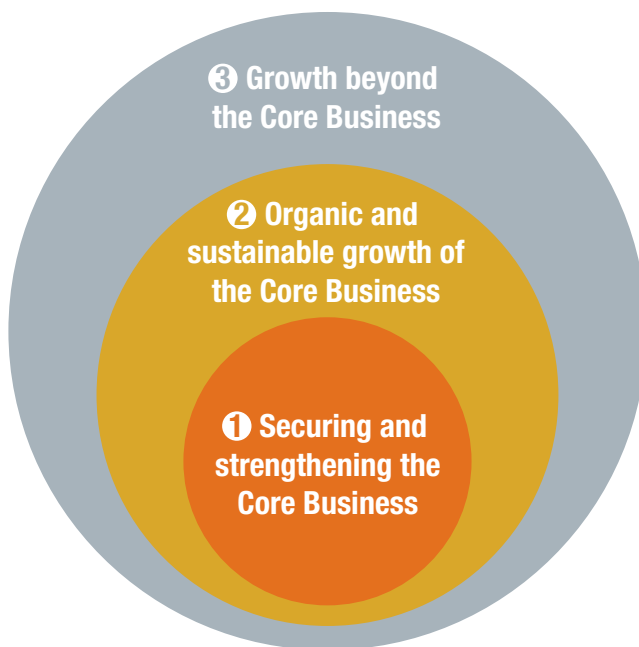 ❸ Growth beyond
the Core Business
❷ Organic and
sustainable growth of
the Core Business
❶ Securing and
strengthening the
Core Business